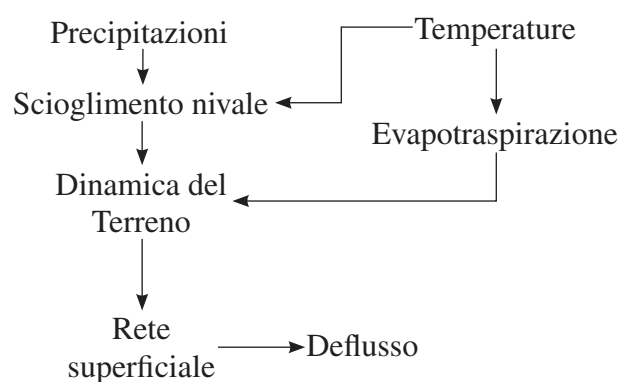 Precipitazioni
Temperature
Scioglimento nivale
Evapotraspirazione
Dinamica del
Terreno
Rete
superficiale
Deflusso